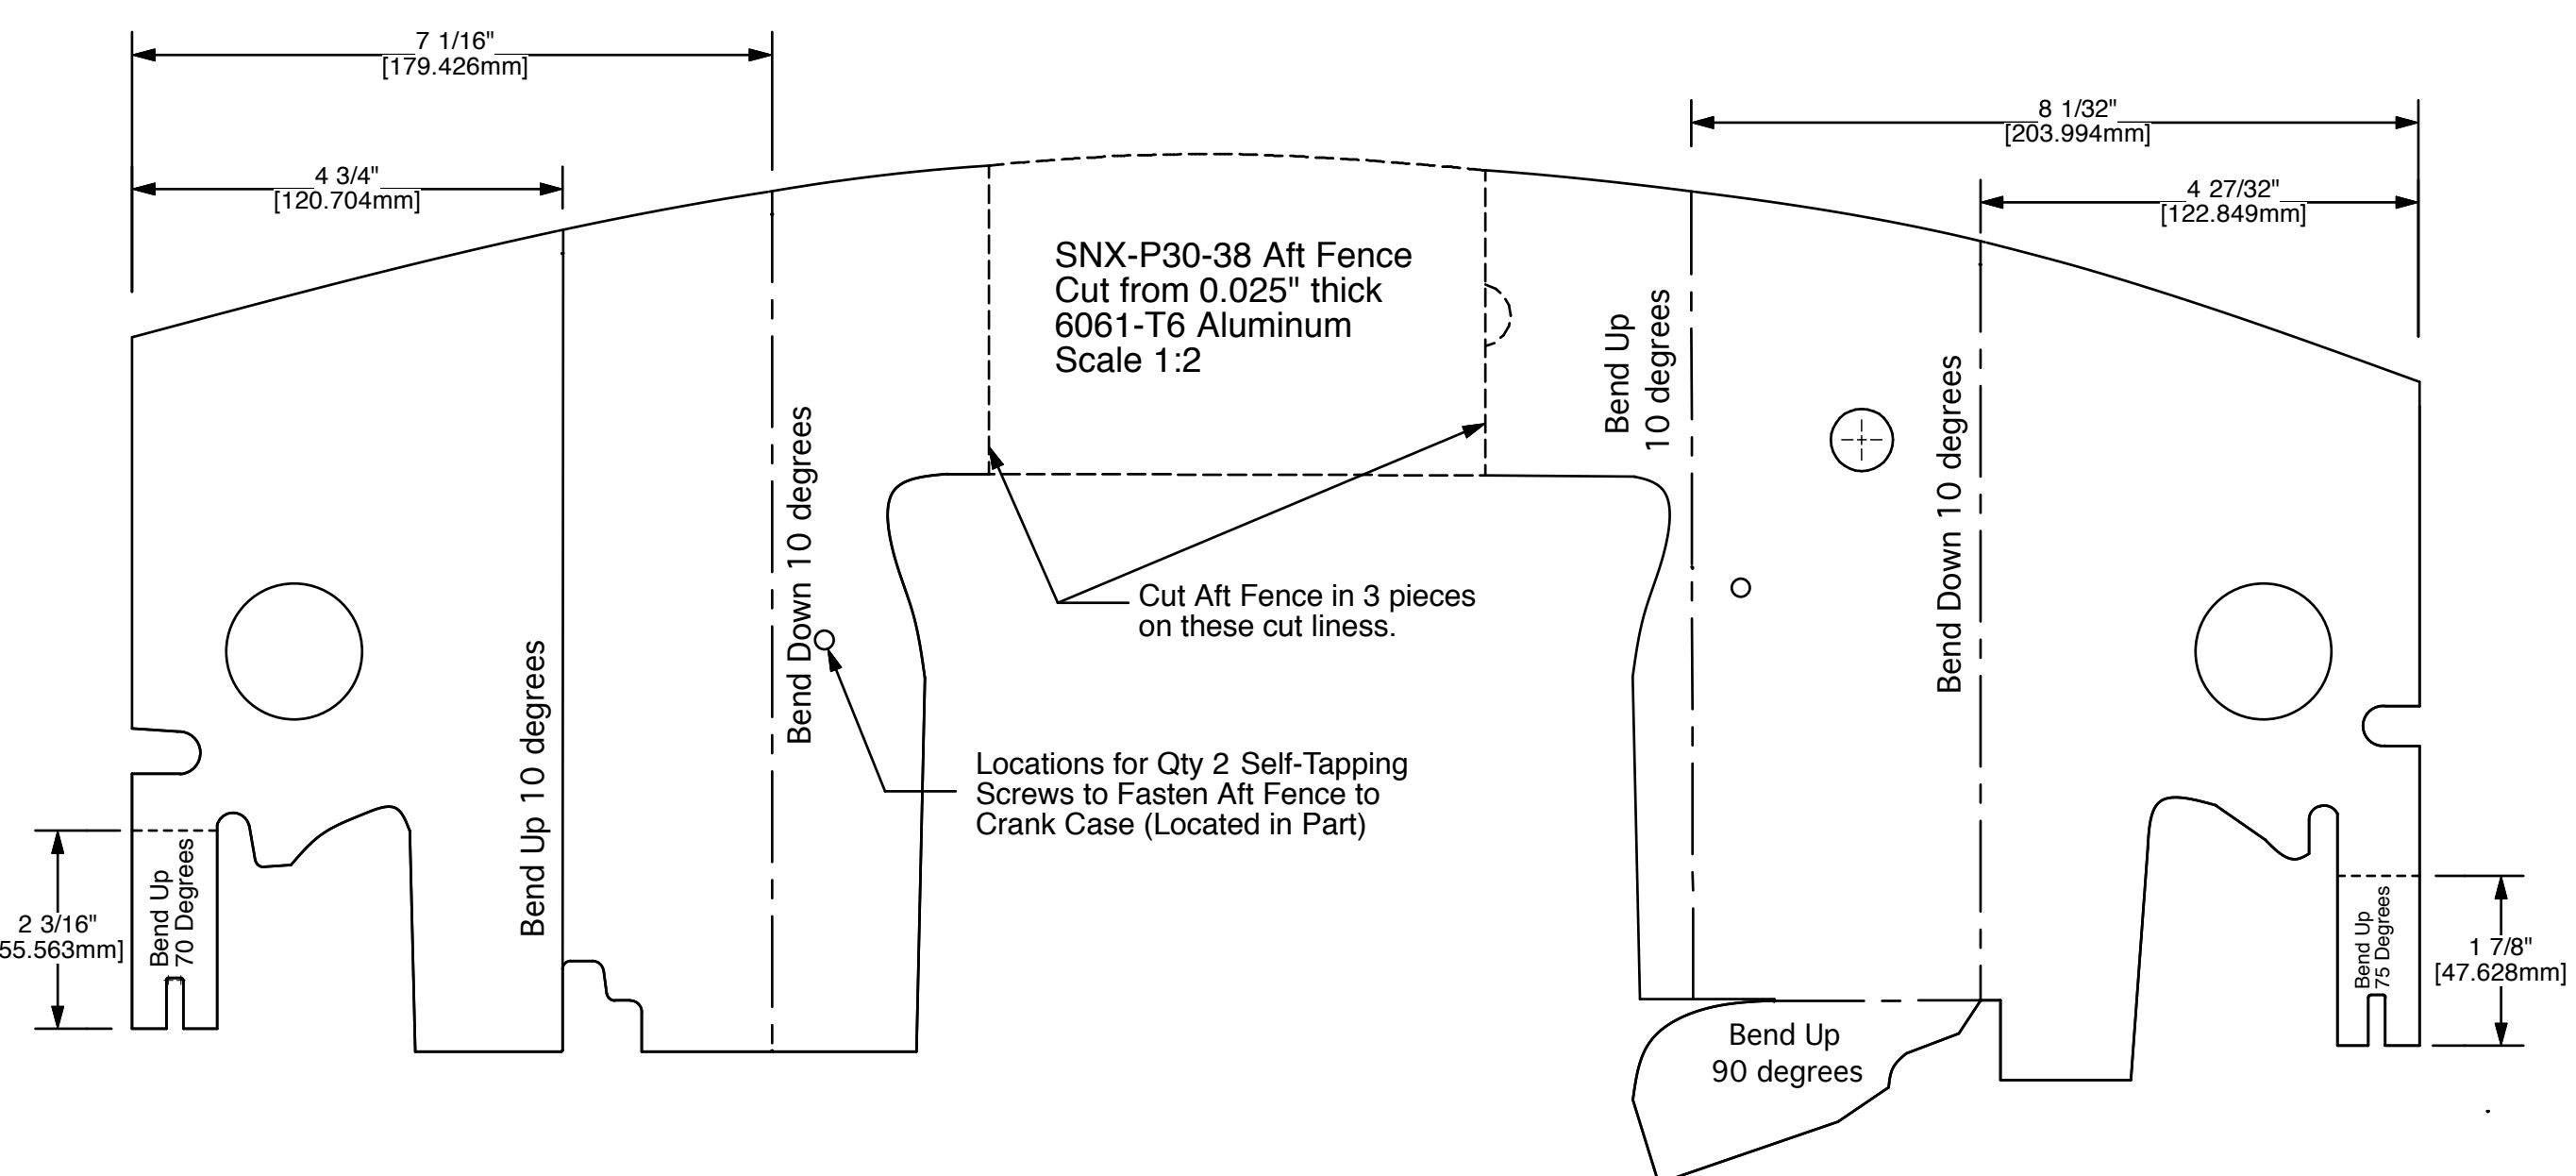 7 1/16"
[179.426mm]
8 1/32"
[203.994mm]
4 3/4"
[120.704mm]
4 27/32"
[122.849mm]
SNX-P30-38 Aft Fence
Cut from 0.025" thick
6061-T6 Aluminum
Scale 1:2
Bend Up
10 degrees
Bend Down 10 degrees
Bend Down 10 degrees
Cut Aft Fence in 3 pieces
on these cut liness.
Bend Up 10 degrees
Locations for Qty 2 Self-Tapping
Screws to Fasten Aft Fence to
Crank Case (Located in Part)
Bend Up
70 Degrees
2 3/16"
55.563mm]
Bend Up
75 Degrees
1 7/8"
[47.628mm]
Bend Up
90 degrees